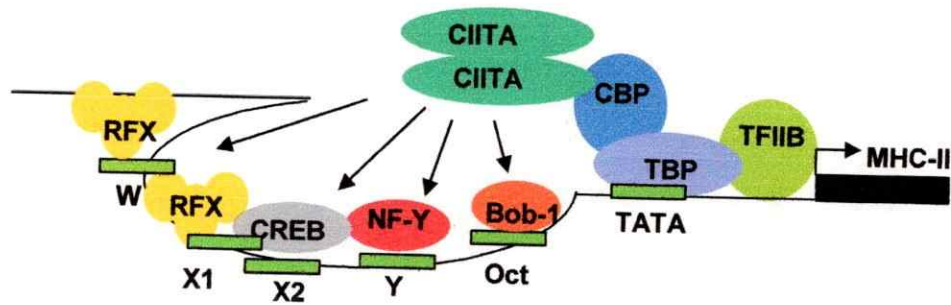 CIITA
CIITA
CBP
RFX
TFIIB
MHC-II
TBP
W
RFX
CREB
NF-Y
Bob-1
TATA
X1
X2
Y
Oct